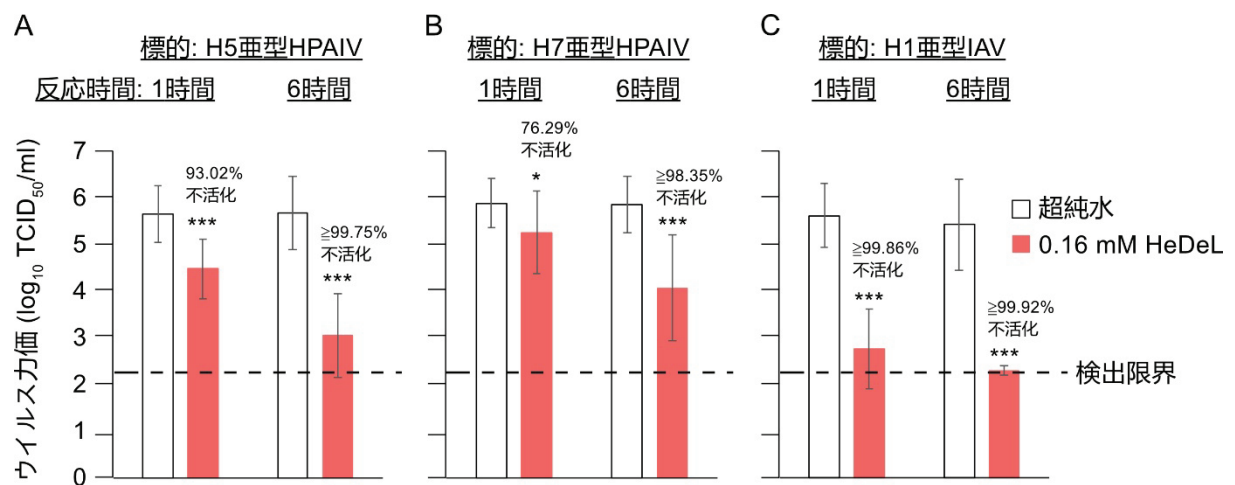 A
標的: H5亜型HPAIV
反応時間: 1時間
6時間
B
標的: H7亜型HPAIV
1時間
6時間
C
標的: H1亜型IAV
1時間
6時間
ウイルス力価 (log10 TCID50/ml)
7
6
5
4
3
2
1
0
93.02%
不活化
***
≧99.75%
不活化
***
76.29%
不活化
*
≧98.35%
不活化
***
≧99.86%
不活化
***
≧99.92%
不活化
***
超純水
0.16 mM HeDeL
検出限界